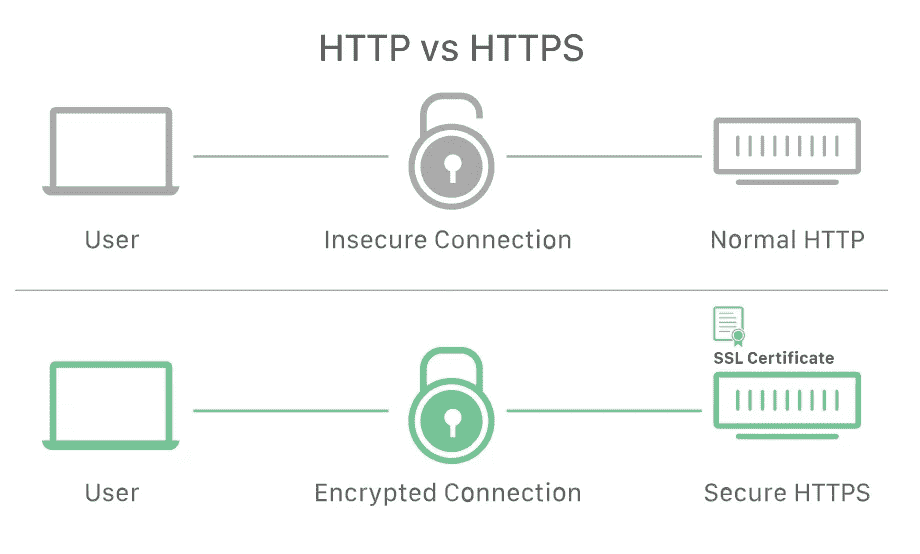 HTTP vs HTTPS
User
Insecure Connection
Normal HTTP
SSL Certificate
User
Encrypted Connection
Secure HTTPS